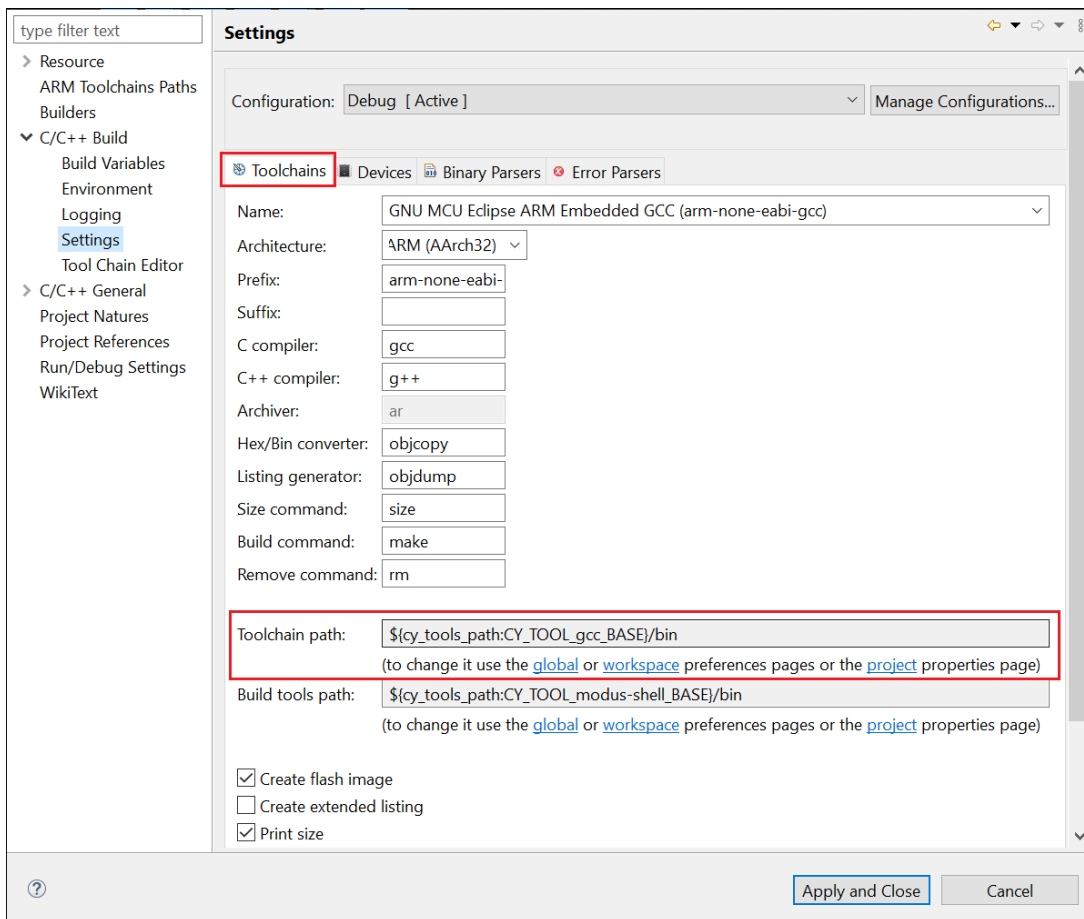 type filter text
Resource
ARM Toolchains Paths
Builders
C/C++ Build
Build Variables
Environment
Logging
Settings
Tool Chain Editor
C/C++ General
Project Natures
Project References
Run/Debug Settings
WikiText
Settings
Configuration: Debug [ Active ] Manage Configurations...
Toolchains Devices Binary Parsers Error Parsers
Name: GNU MCU Eclipse ARM Embedded GCC (arm-none-eabi-gcc)
Architecture: ARM (AArch32)
Prefix: arm-none-eabi-
Suffix:
C compiler: gcc
C++ compiler: g++
Archiver: ar
Hex/Bin converter: objcopy
Listing generator: objdump
Size command: size
Build command: make
Remove command: rm
Toolchain path: ${cy_tools_path:CY_TOOL_gcc_BASE}/bin
(to change it use the global or workspace preferences pages or the project properties page)
Build tools path: ${cy_tools_path:CY_TOOL_modus-shell_BASE}/bin
(to change it use the global or workspace preferences pages or the project properties page)
Create flash image
Create extended listing
Print size
Apply and Close Cancel